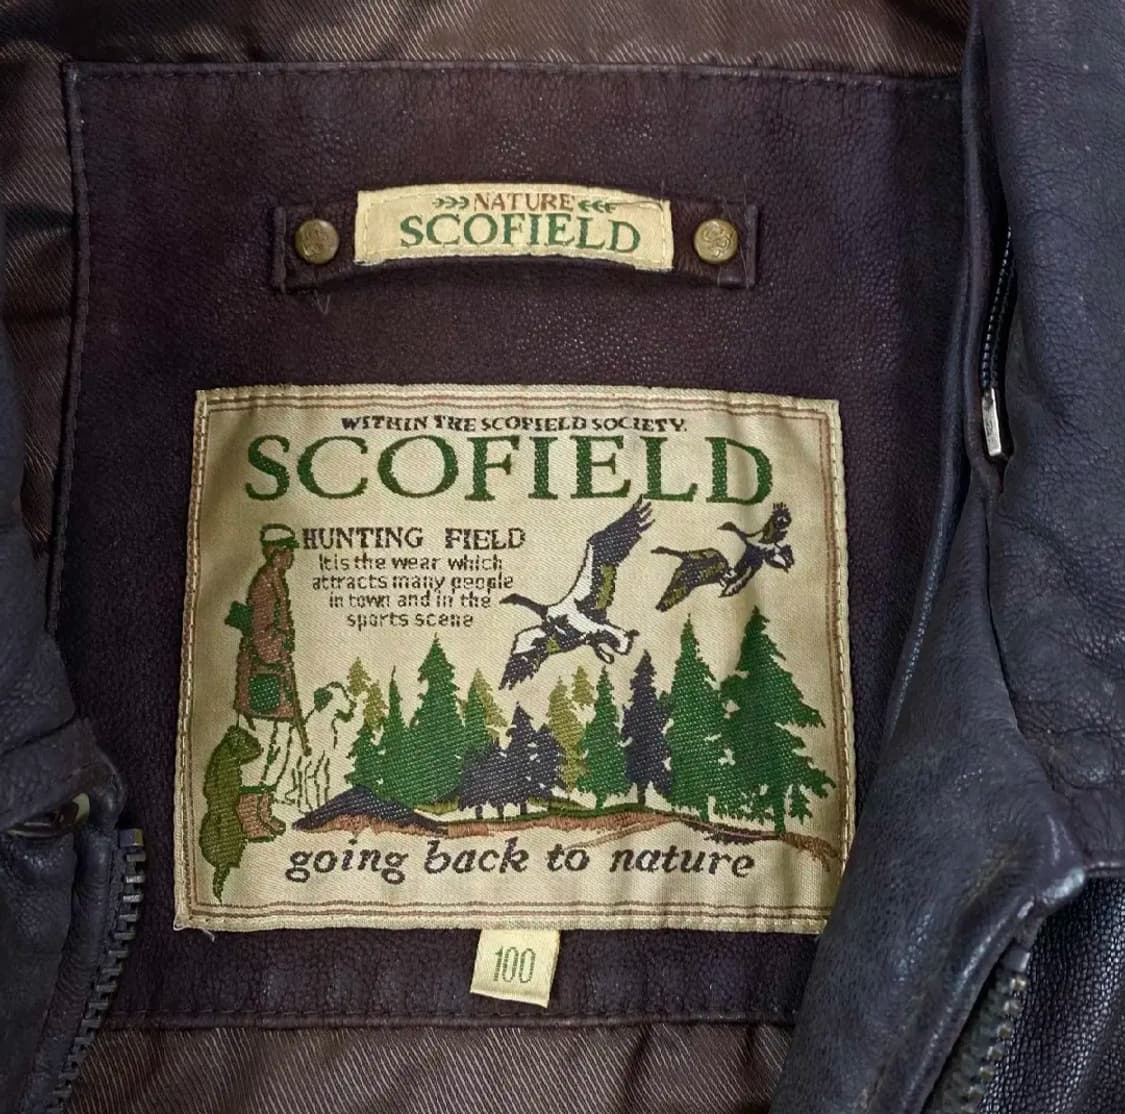 NATURE
SCOFIELD
WITHIN THE SCOFIELD SOCIETY.
SCOFIELD
HUNTING FIELD
It is the wear which
attracts many people
in town and in the
sports scene
going back to nature
100